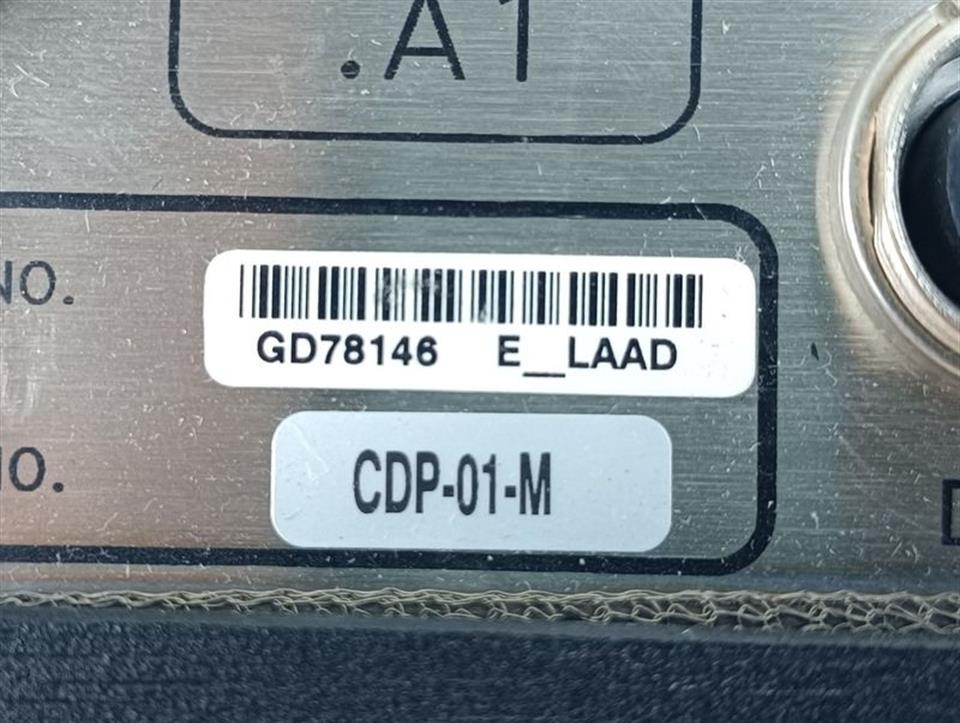 .A1
NO.
GD78146 E__LAAD
NO.
CDP-01-M